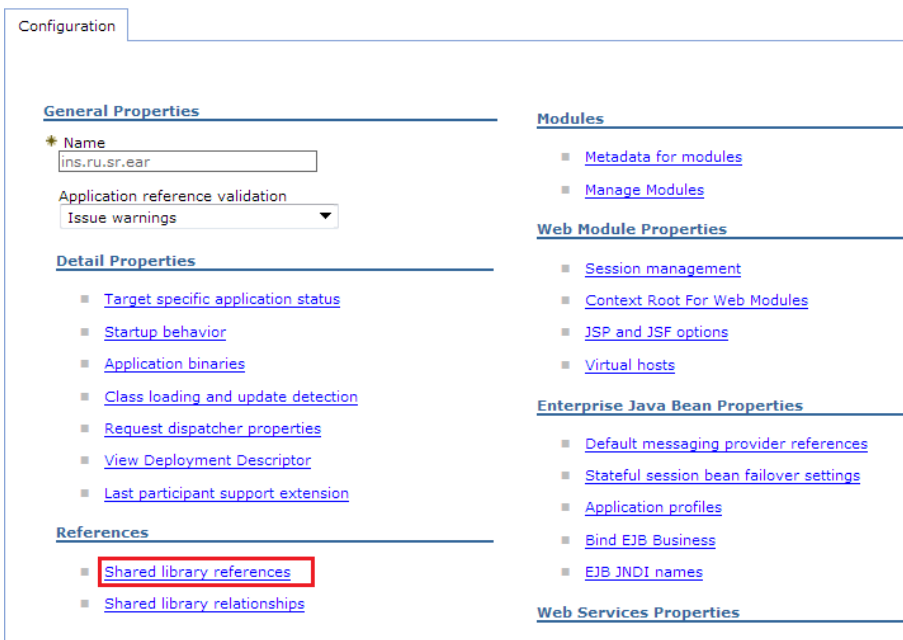 Configuration
General Properties
* Name
ins.ru.sr.ear
Application reference validation
Issue warnings
Detail Properties
Target specific application status
Startup behavior
Application binaries
Class loading and update detection
Request dispatcher properties
View Deployment Descriptor
Last participant support extension
References
Shared library references
Shared library relationships
Modules
Metadata for modules
Manage Modules
Web Module Properties
Session management
Context Root For Web Modules
JSP and JSF options
Virtual hosts
Enterprise Java Bean Properties
Default messaging provider references
Stateful session bean failover settings
Application profiles
Bind EJB Business
EJB JNDI names
Web Services Properties